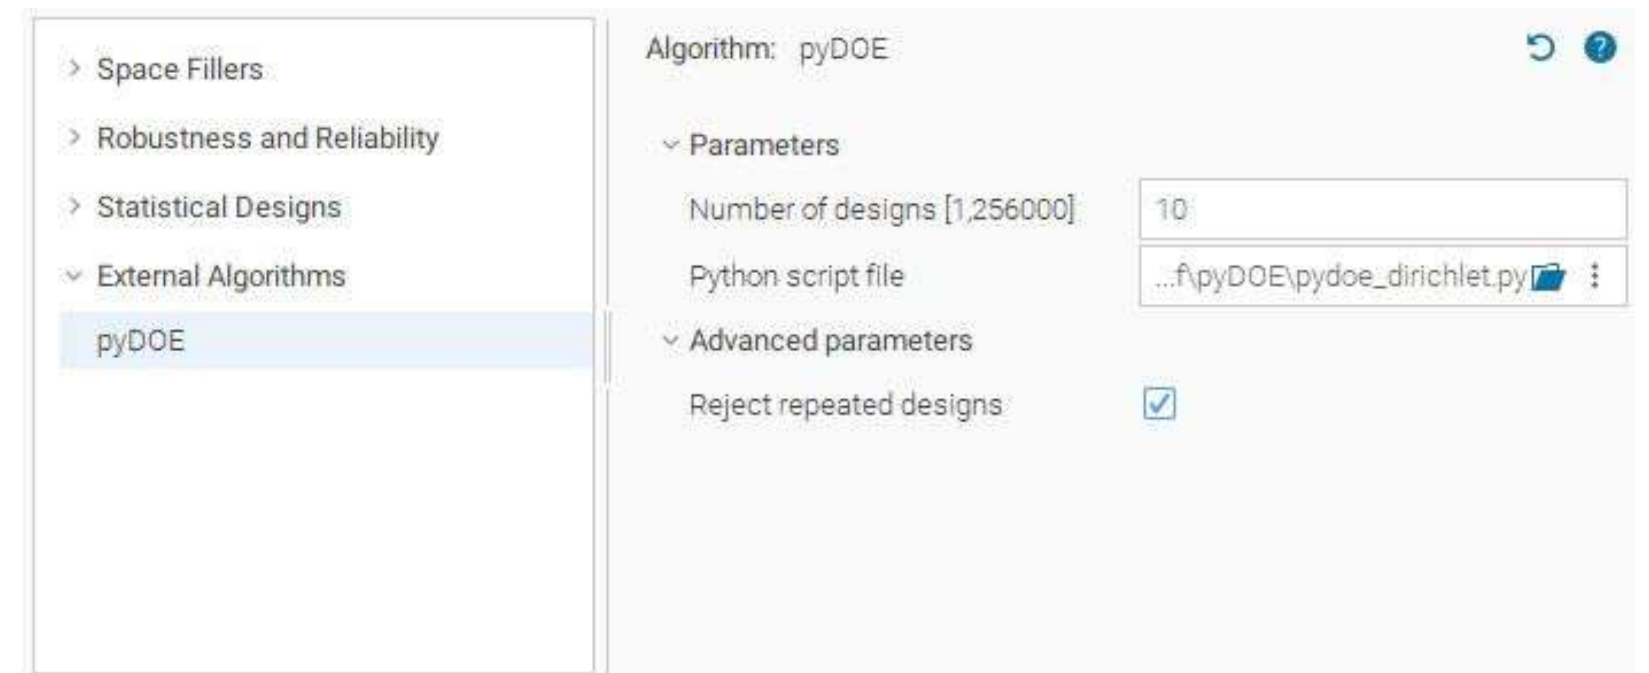 Space Fillers
Robustness and Reliability
Statistical Designs
External Algorithms
pyDOE
Algorithm: pyDOE
Parameters
Number of designs [1,256000] 10
Python script file ...f\pyDOE\pydoe_dirichlet.py
Advanced parameters
Reject repeated designs